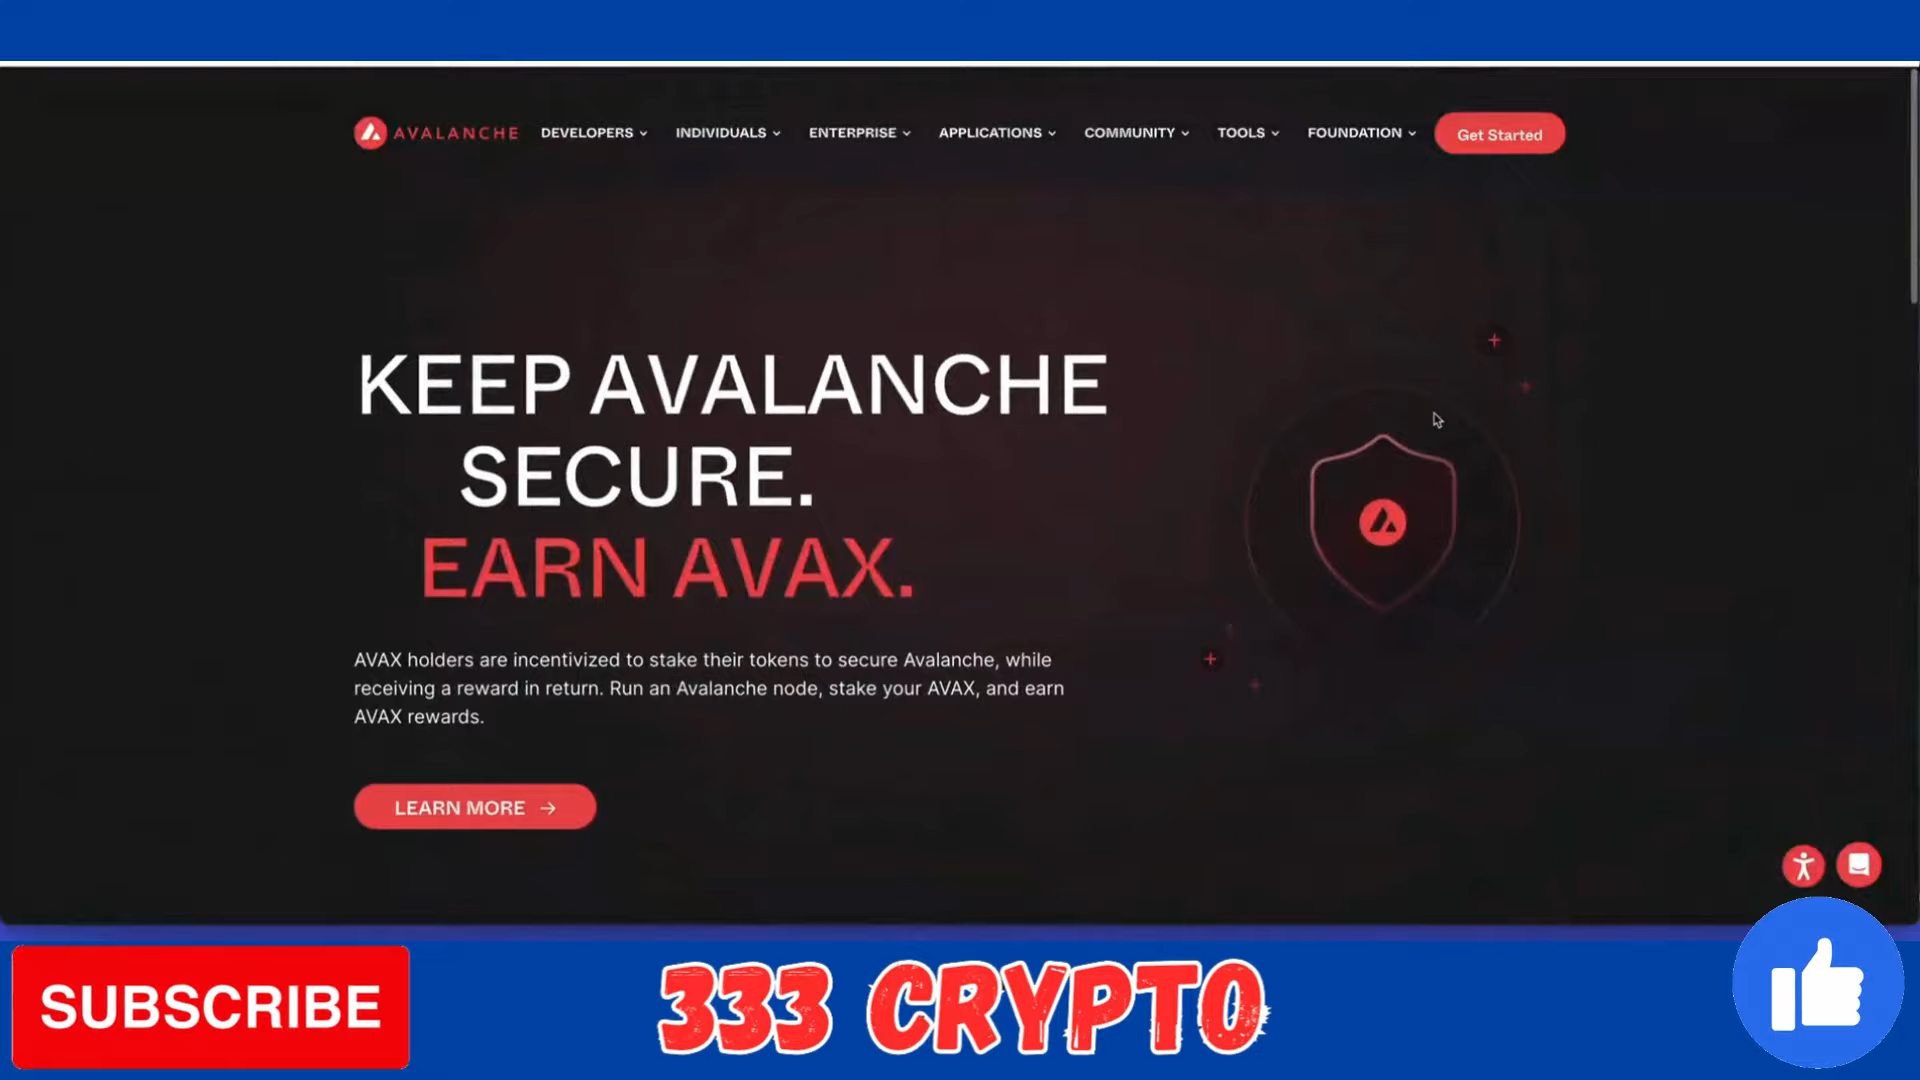 AVALANCHE DEVELOPERS INDIVIDUALS ENTERPRISE APPLICATIONS COMMUNITY TOOLS FOUNDATION Get Started
KEEP AVALANCHE
SECURE.
EARN AVAX.
AVAX holders are incentivized to stake their tokens to secure Avalanche, while
receiving a reward in return. Run an Avalanche node, stake your AVAX, and earn
AVAX rewards.
LEARN MORE →
SUBSCRIBE
333 CRYPTO